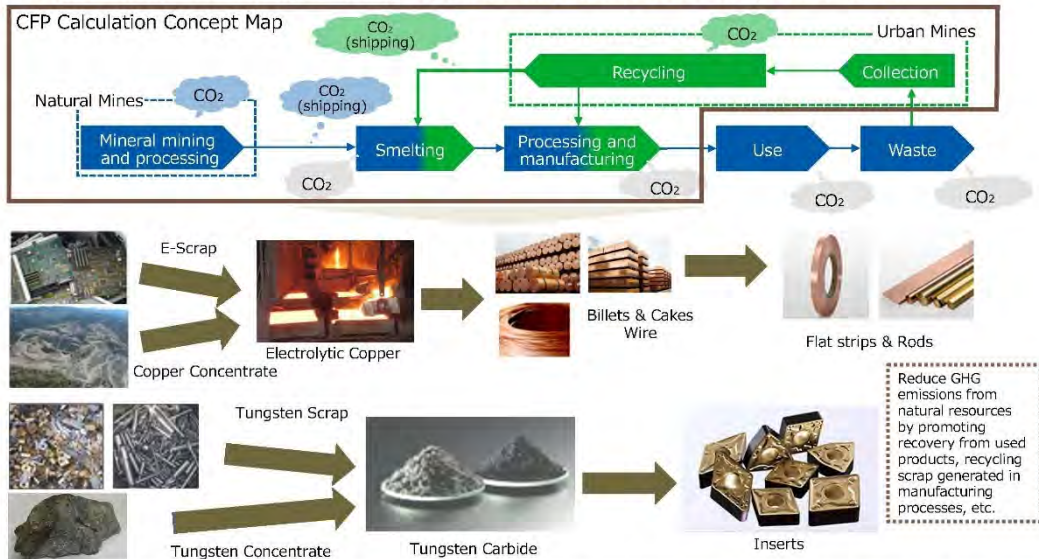 CFP Calculation Concept Map
CO₂
(shipping)
CO₂
Urban Mines
Recycling
Collection
Natural Mines
CO₂
CO₂
(shipping)
Mineral mining
and processing
Smelting
Processing and
manufacturing
Use
Waste
CO₂
CO₂
CO₂
CO₂
E-Scrap
Copper Concentrate
Electrolytic Copper
Billets & Cakes
Wire
Flat strips & Rods
Tungsten Scrap
Tungsten Concentrate
Tungsten Carbide
Inserts
Reduce GHG
emissions from
natural resources
by promoting
recovery from used
products, recycling
scrap generated in
manufacturing
processes, etc.